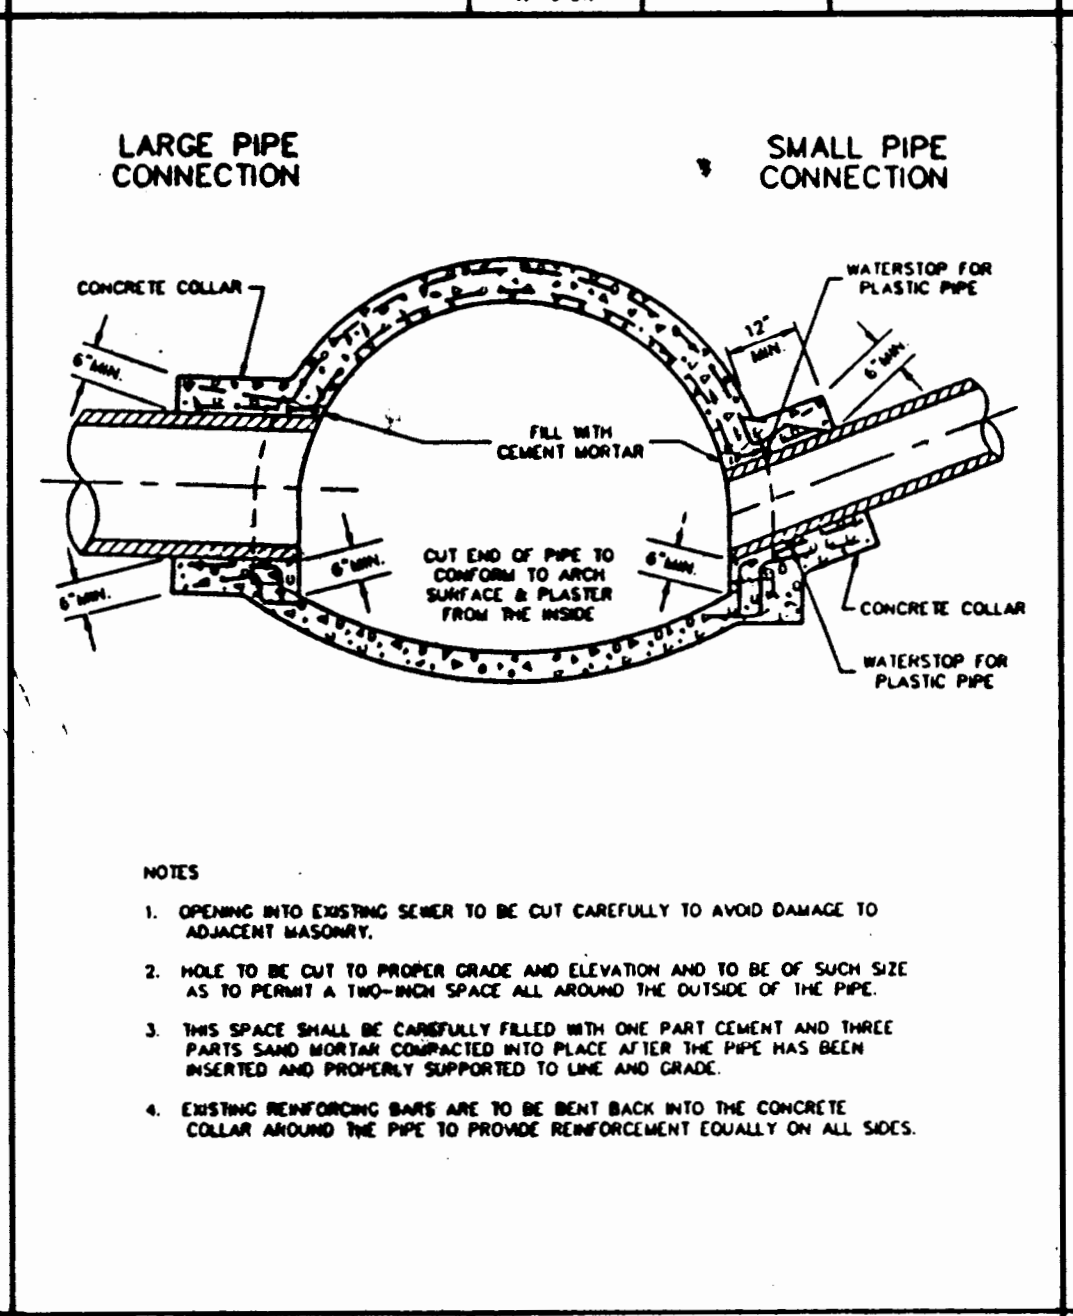 LARGE PIPE
CONNECTION
SMALL PIPE
CONNECTION
CONCRETE COLLAR
WATERSTOP FOR
PLASTIC PIPE
6" MIN.
12"
MIN.
6" MIN.
FILL WITH
CEMENT MORTAR
6" MIN.
6" MIN.
CUT END OF PIPE TO
CONFORM TO ARCH
SURFACE & PLASTER
FROM THE INSIDE
6" MIN.
CONCRETE COLLAR
WATERSTOP FOR
PLASTIC PIPE
NOTES
1. OPENING INTO EXISTING SEWER TO BE CUT CAREFULLY TO AVOID DAMAGE TO
ADJACENT MASONRY.
2. HOLE TO BE CUT TO PROPER GRADE AND ELEVATION AND TO BE OF SUCH SIZE
AS TO PERMIT A TWO-INCH SPACE ALL AROUND THE OUTSIDE OF THE PIPE.
3. THIS SPACE SHALL BE CAREFULLY FILLED WITH ONE PART CEMENT AND THREE
PARTS SAND MORTAR COMPACTED INTO PLACE AFTER THE PIPE HAS BEEN
INSERTED AND PROPERLY SUPPORTED TO LINE AND GRADE.
4. EXISTING REINFORCING BARS ARE TO BE BENT BACK INTO THE CONCRETE
COLLAR AROUND THE PIPE TO PROVIDE REINFORCEMENT EQUALLY ON ALL SIDES.